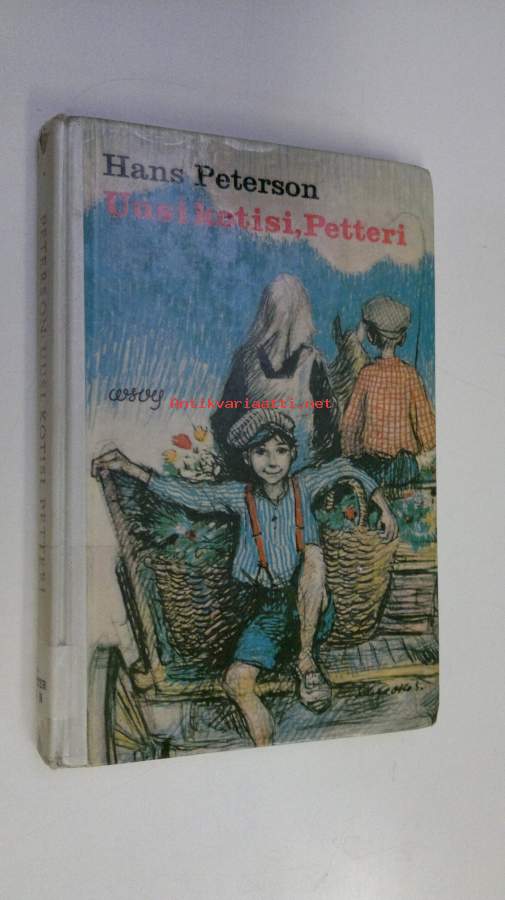 Hans Peterson
Uusi kotisi, Petteri
wsoy
Antikvariaatti.net
PETERSON UUSI KOTISI, PETTERI